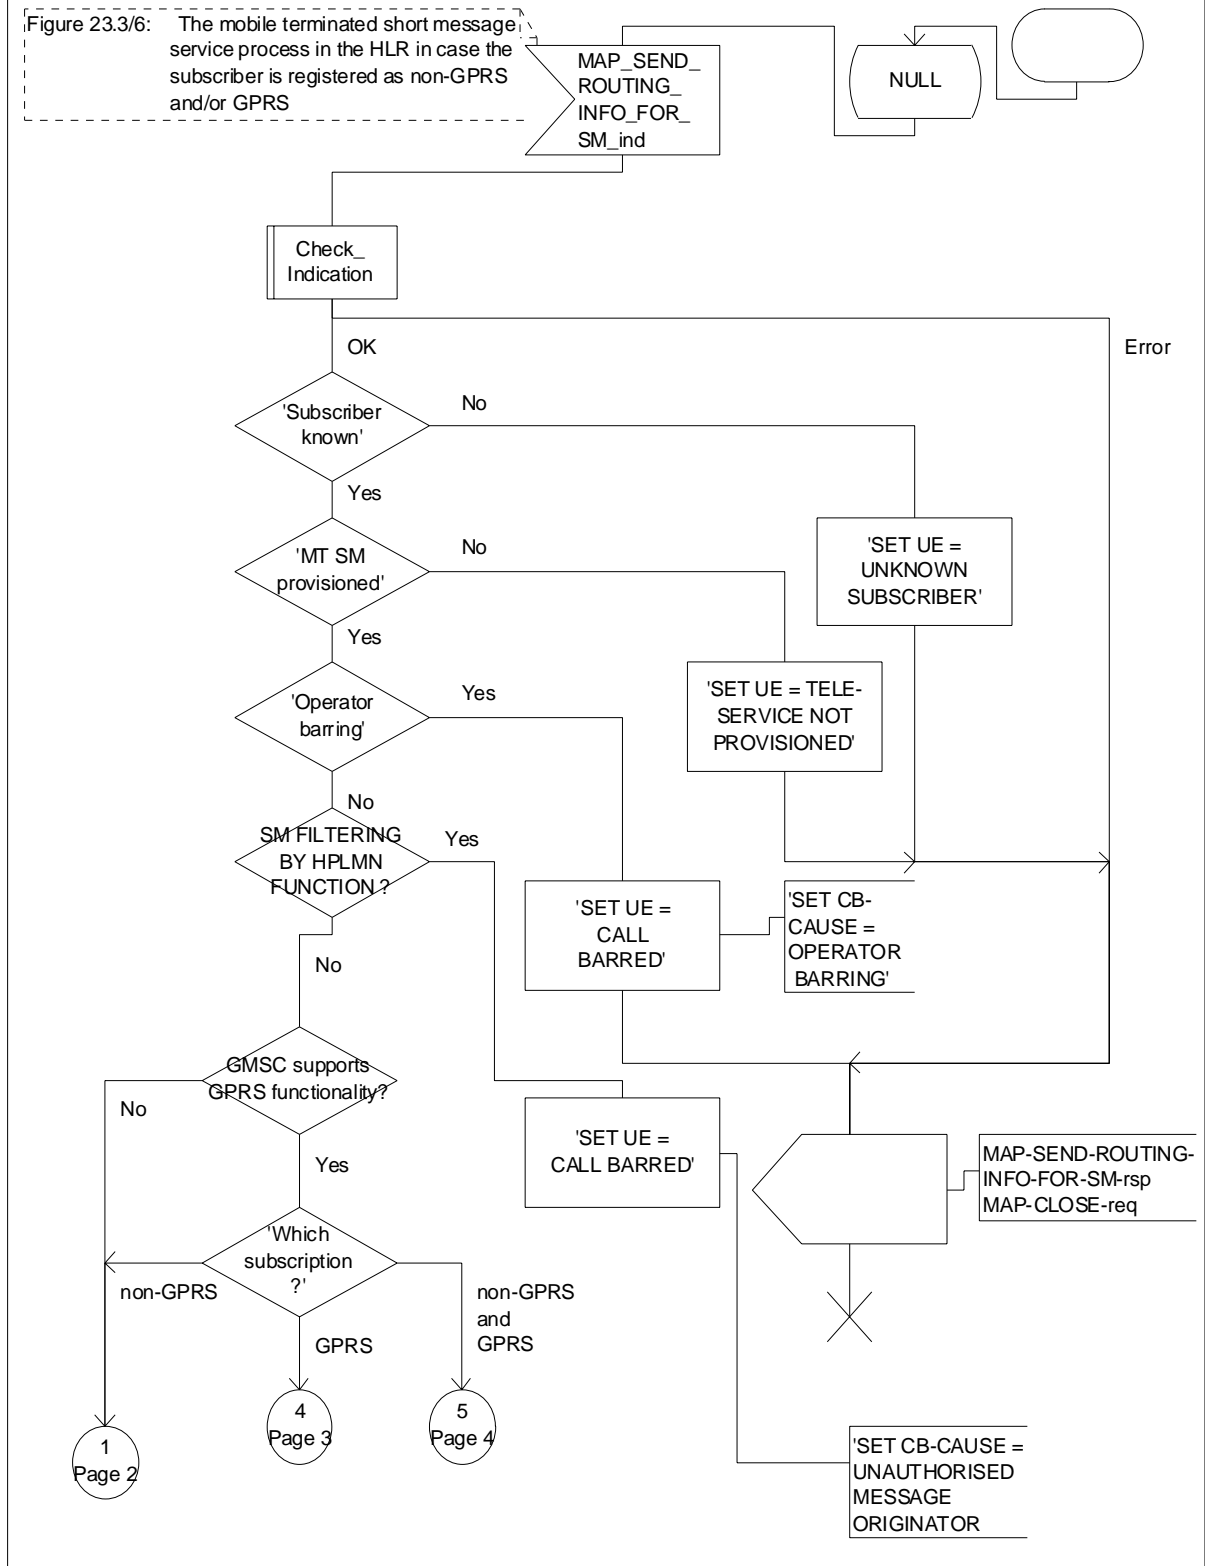 Figure 23.3/6: The mobile terminated short message
service process in the HLR in case the
subscriber is registered as non-GPRS
and/or GPRS
MAP_SEND_
ROUTING_
INFO_FOR_
SM_ind
NULL
Check_
Indication
OK
Error
'Subscriber
known'
No
Yes
'MT SM
provisioned'
No
'SET UE =
UNKNOWN
SUBSCRIBER'
Yes
'Operator
barring'
Yes
'SET UE = TELE-
SERVICE NOT
PROVISIONED'
No
SM FILTERING
BY HPLMN
FUNCTION ?
Yes
'SET UE =
CALL
BARRED'
'SET CB-
CAUSE =
OPERATOR
BARRING'
No
GMSC supports
GPRS functionality?
No
Yes
'SET UE =
CALL BARRED'
MAP-SEND-ROUTING-
INFO-FOR-SM-rsp
MAP-CLOSE-req
'Which
subscription
?'
non-GPRS
GPRS
non-GPRS
and
GPRS
1
Page 2
4
Page 3
5
Page 4
'SET CB-CAUSE =
UNAUTHORISED
MESSAGE
ORIGINATOR